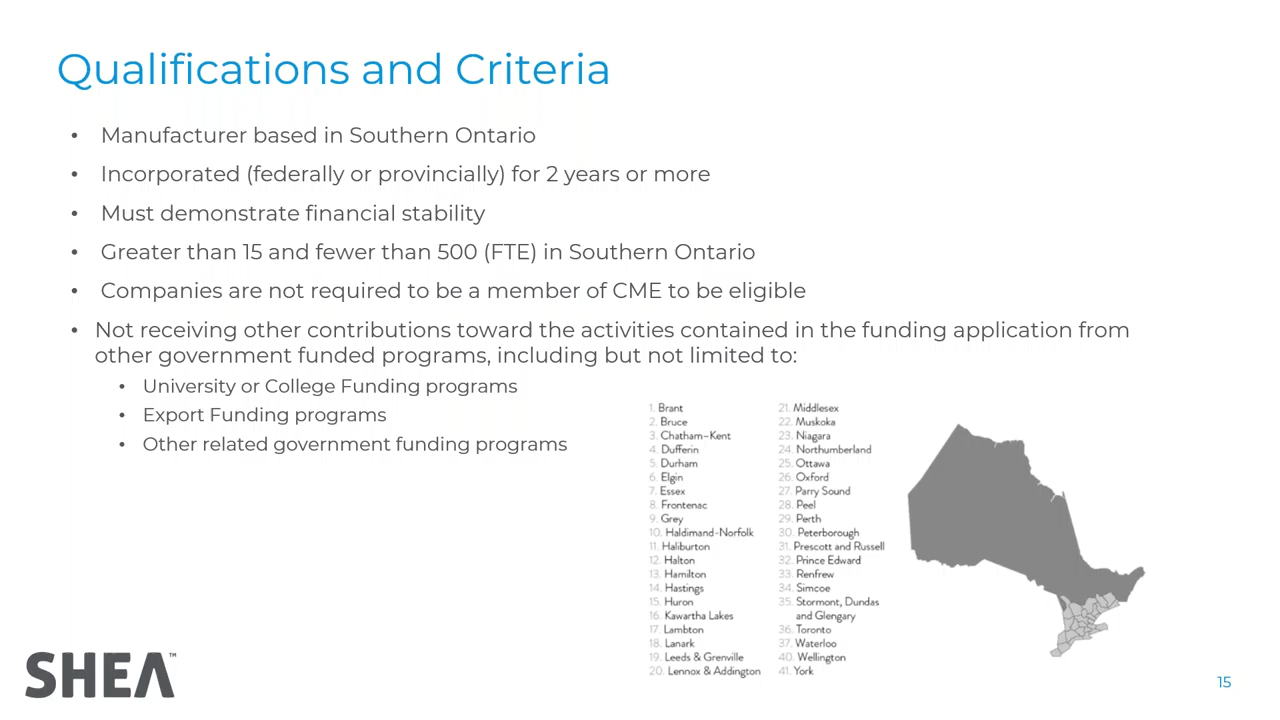 Qualifications and Criteria
• Manufacturer based in Southern Ontario
• Incorporated (federally or provincially) for 2 years or more
• Must demonstrate financial stability
• Greater than 15 and fewer than 500 (FTE) in Southern Ontario
• Companies are not required to be a member of CME to be eligible
• Not receiving other contributions toward the activities contained in the funding application from
other government funded programs, including but not limited to:
• University or College Funding programs
• Export Funding programs
• Other related government funding programs
1. Brant
2. Bruce
3. Chatham-Kent
4. Dufferin
5. Durham
6. Elgin
7. Essex
8. Frontenac
9. Grey
10. Haldimand-Norfolk
11. Haliburton
12. Halton
13. Hamilton
14. Hastings
15. Huron
16. Kawartha Lakes
17. Lambton
18. Lanark
19. Leeds & Grenville
20. Lennox & Addington
21. Middlesex
22. Muskoka
23. Niagara
24. Northumberland
25. Ottawa
26. Oxford
27. Parry Sound
28. Peel
29. Perth
30. Peterborough
31. Prescott and Russell
32. Prince Edward
33. Renfrew
34. Simcoe
35. Stormont, Dundas
and Glengary
36. Toronto
37. Waterloo
40. Wellington
41. York
SHEA™
15